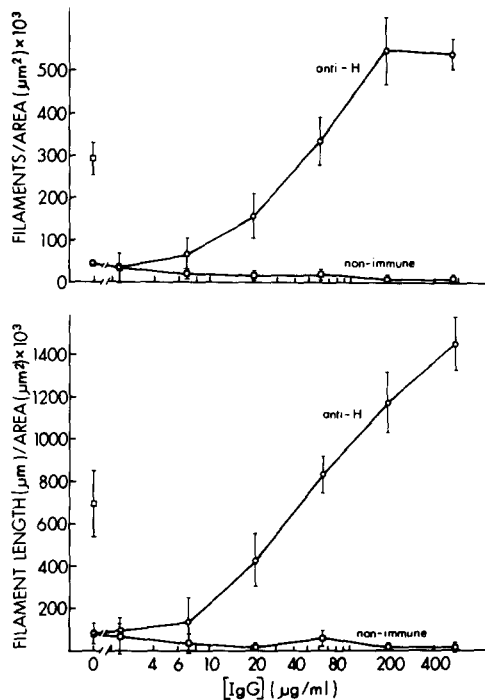 FILAMENTS/AREA (μm²) × 10³
500
400
300
200
100
0
anti - H
non-immune
FILAMENT LENGTH (μm)/AREA (μm²) × 10³
1400
1200
1000
800
600
400
200
anti-H
non-immune
0 2 4 6 10 20 40 60 80 200 400
[IgG] (μg/ml)